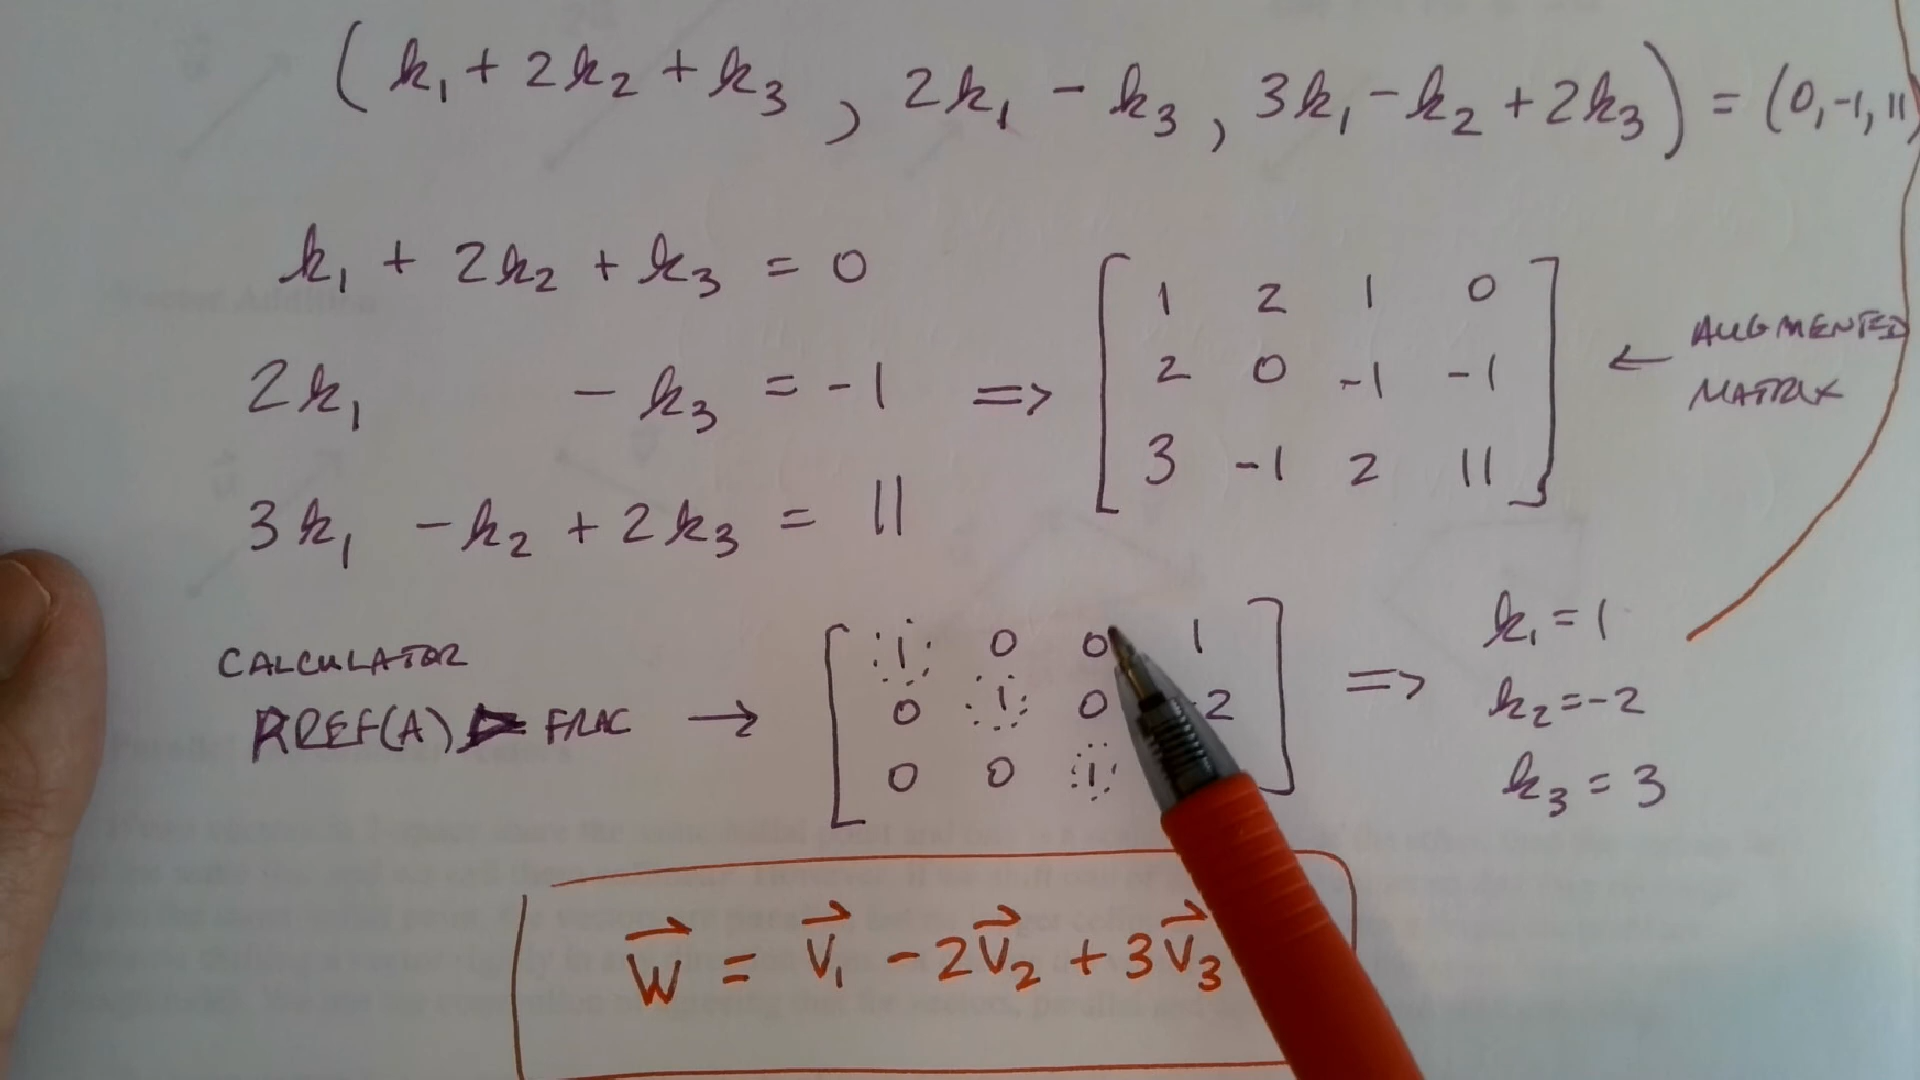 (k₁ + 2k₂ + k₃ , 2k₁ - k₃ , 3k₁ - k₂ + 2k₃) = (0, -1, 11)
k₁ + 2k₂ + k₃ = 0
2k₁ - k₃ = -1
3k₁ - k₂ + 2k₃ = 11
=>
[1 2 1 0
2 0 -1 -1
3 -1 2 11]
← AUGMENTED
MATRIX
CALCULATOR
RREF(A) ▶ FRAC →
[1 0 0 1
0 1 0 -2
0 0 1]
=>
k₁ = 1
k₂ = -2
k₃ = 3
w⃗ = v⃗₁ - 2v⃗₂ + 3v⃗₃